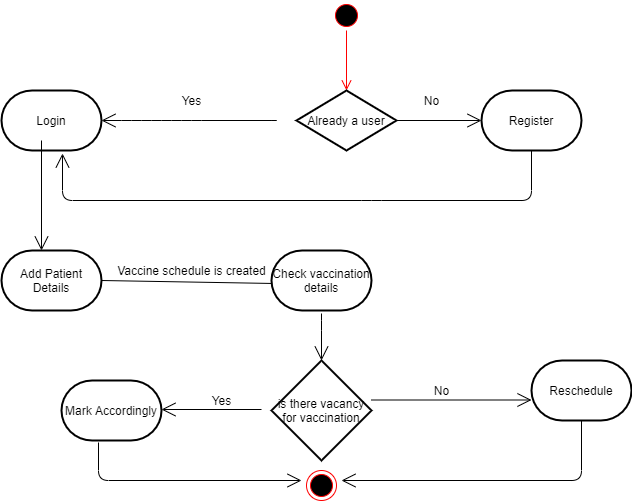 Yes
No
Login
Already a user
Register
Vaccine schedule is created
Add Patient
Details
Check vaccination
details
No
Yes
Reschedule
is there vacancy
for vaccination
Mark Accordingly